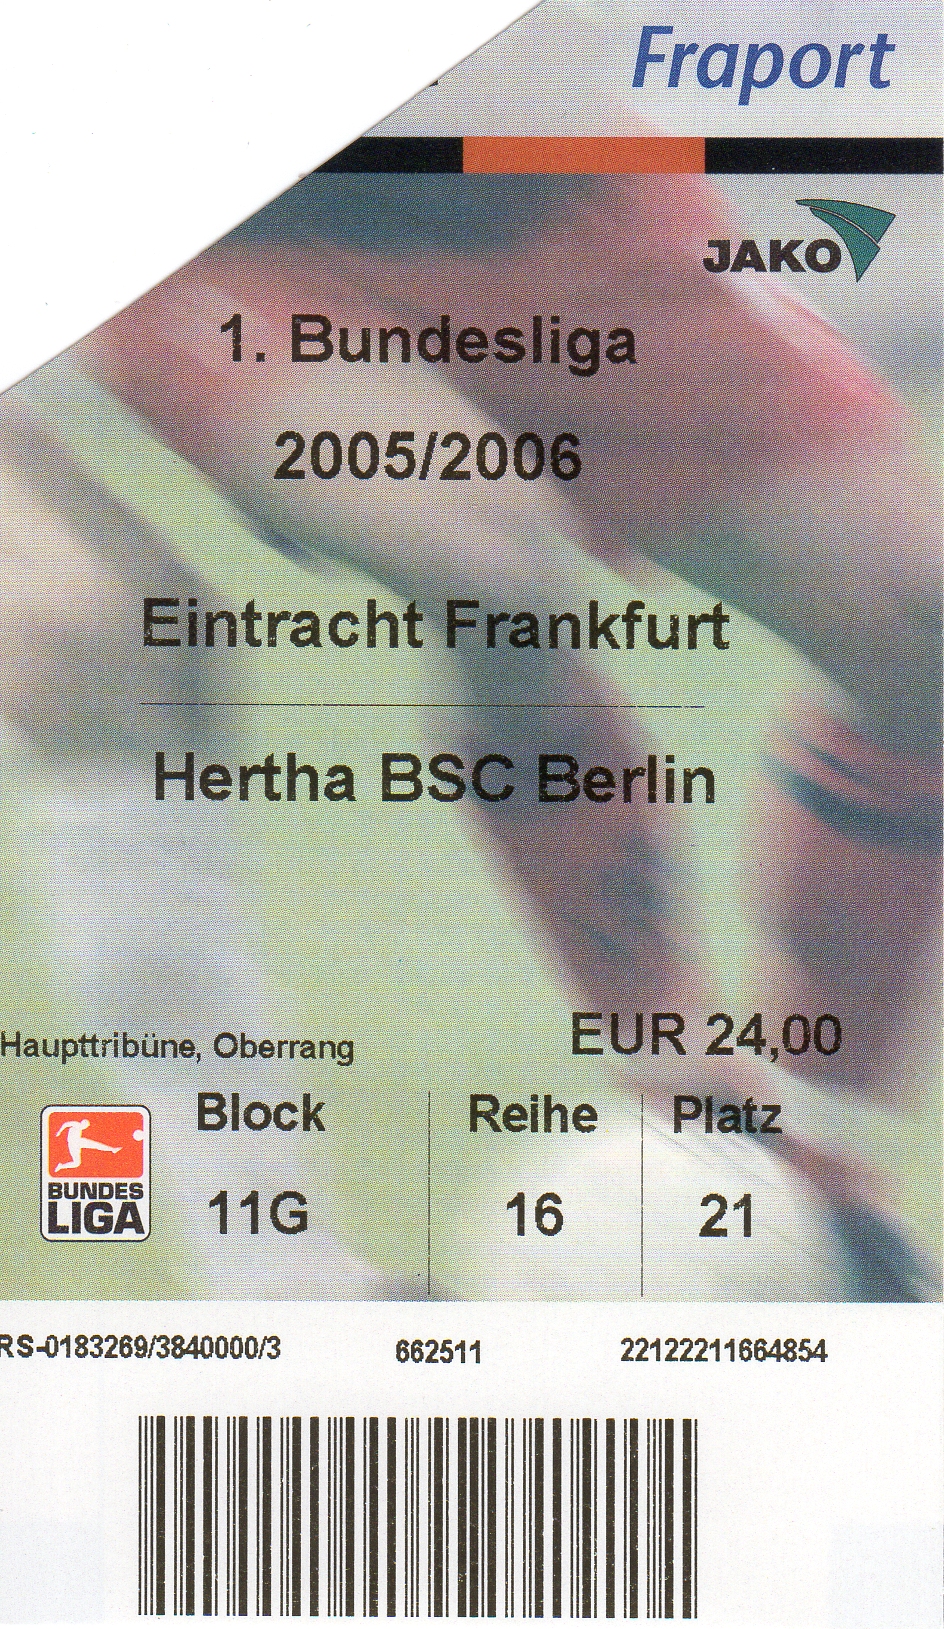 Fraport
JAKO
1. Bundesliga
2005/2006
Eintracht Frankfurt
Hertha BSC Berlin
Haupttribüne, Oberrang
EUR 24,00
Block Reihe Platz
BUNDES
LIGA
11G 16 21
RS-0183269/3840000/3 662511 22122211664854